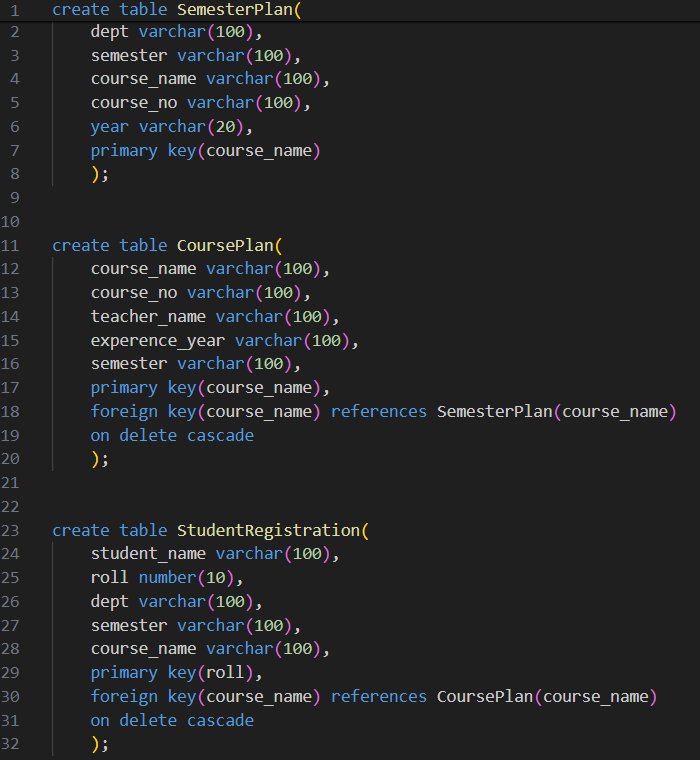 1 create table SemesterPlan(
2 dept varchar(100),
3 semester varchar(100),
4 course_name varchar(100),
5 course_no varchar(100),
6 year varchar(20),
7 primary key(course_name)
8 );
9
10
11 create table CoursePlan(
12 course_name varchar(100),
13 course_no varchar(100),
14 teacher_name varchar(100),
15 experence_year varchar(100),
16 semester varchar(100),
17 primary key(course_name),
18 foreign key(course_name) references SemesterPlan(course_name)
19 on delete cascade
20 );
21
22
23 create table StudentRegistration(
24 student_name varchar(100),
25 roll number(10),
26 dept varchar(100),
27 semester varchar(100),
28 course_name varchar(100),
29 primary key(roll),
30 foreign key(course_name) references CoursePlan(course_name)
31 on delete cascade
32 );